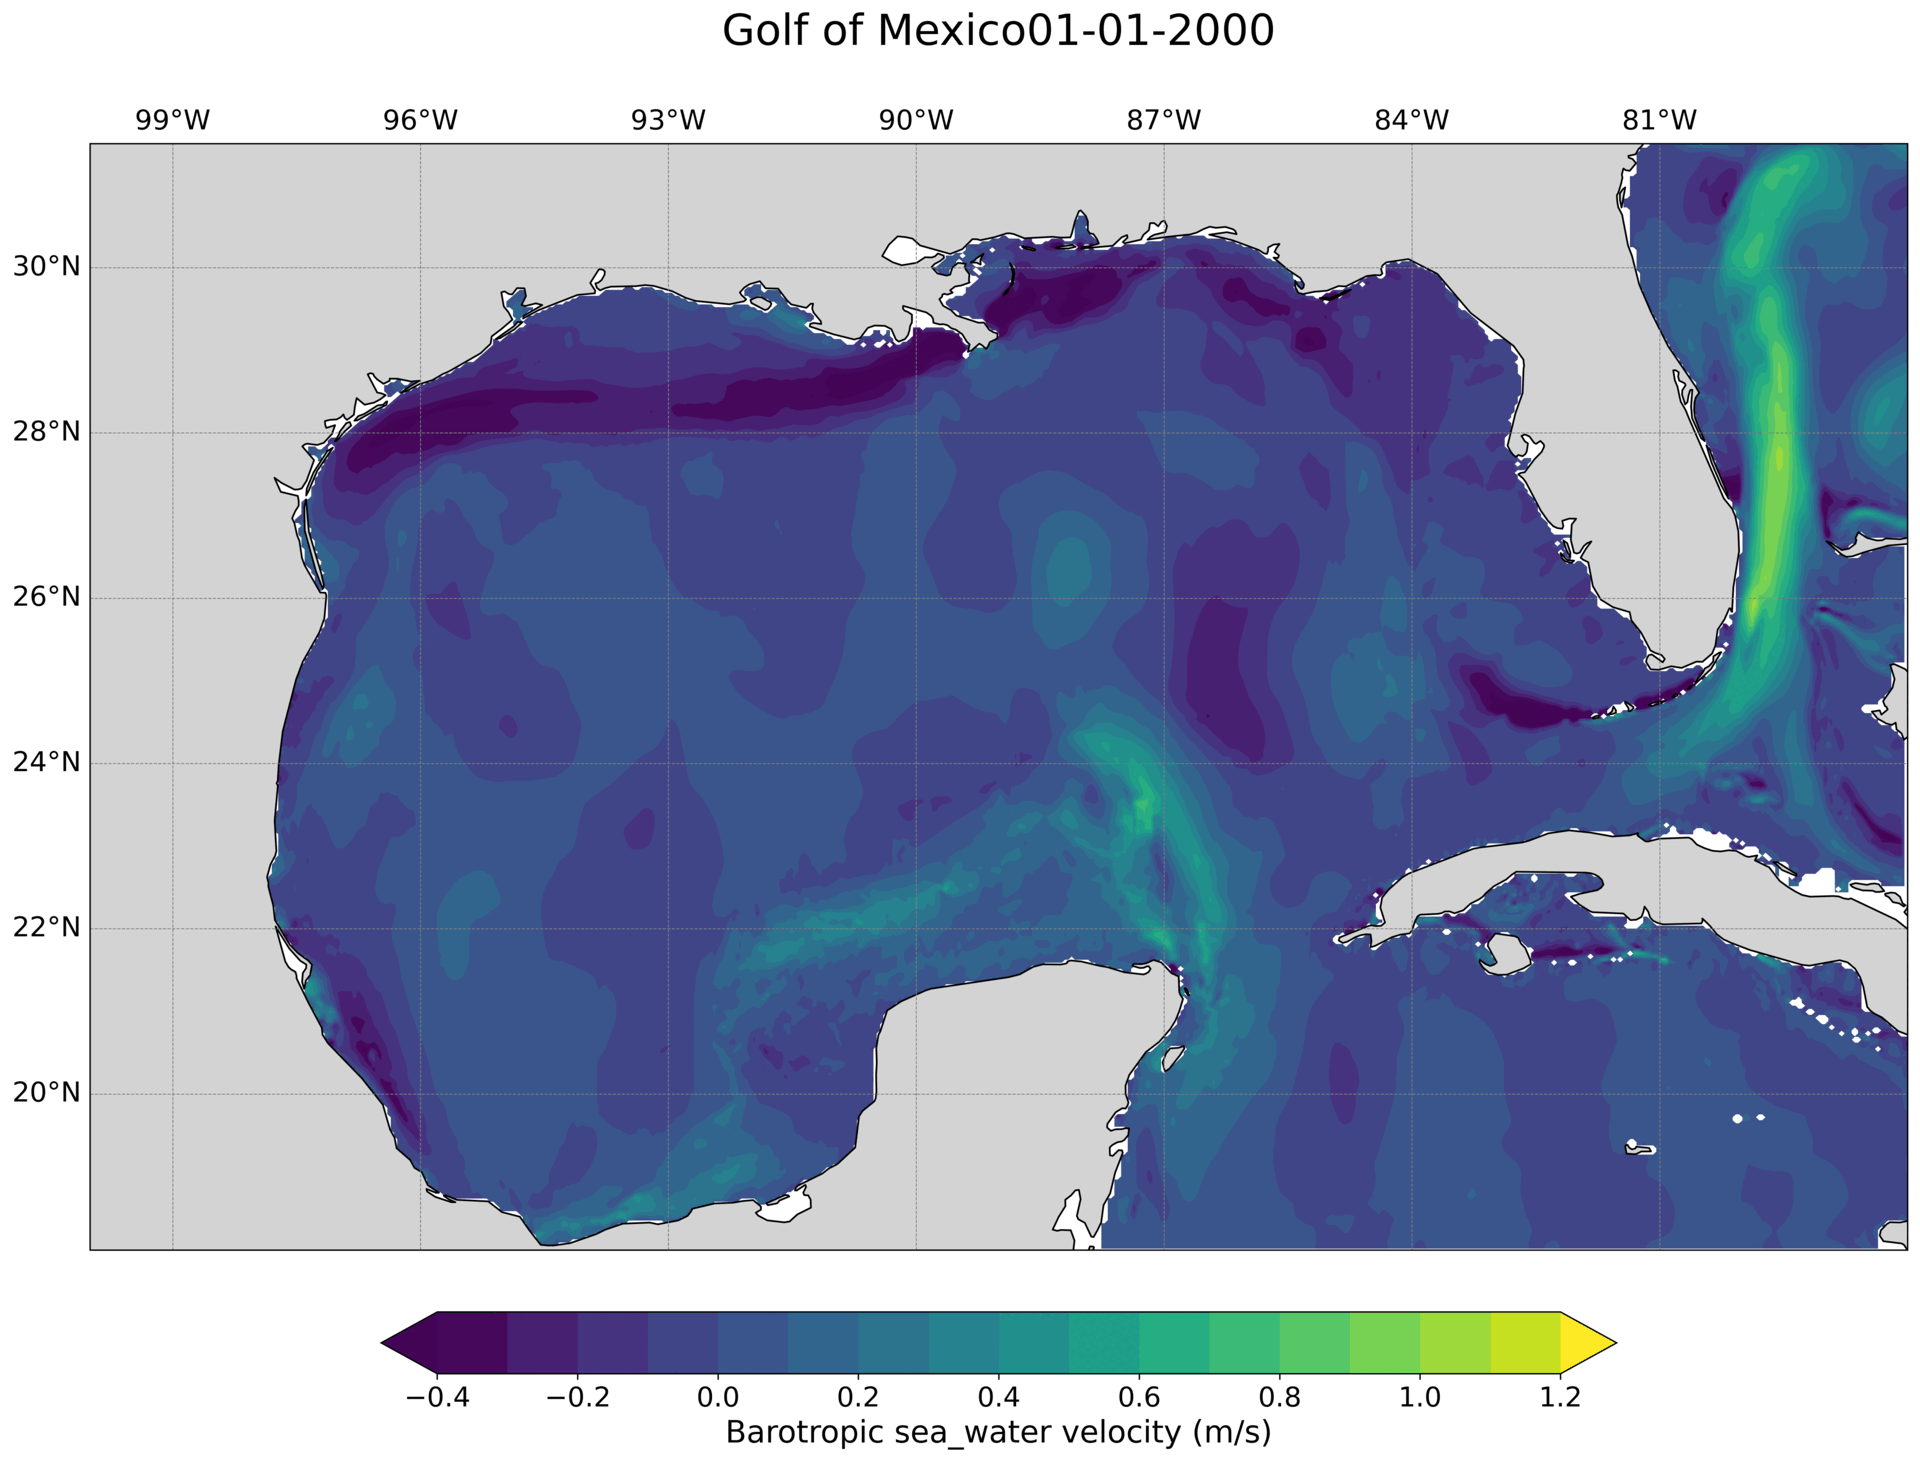 Golf of Mexico01-01-2000
99°W 96°W 93°W 90°W 87°W 84°W 81°W
30°N
28°N
26°N
24°N
22°N
20°N
−0.4 −0.2 0.0 0.2 0.4 0.6 0.8 1.0 1.2
Barotropic sea_water velocity (m/s)